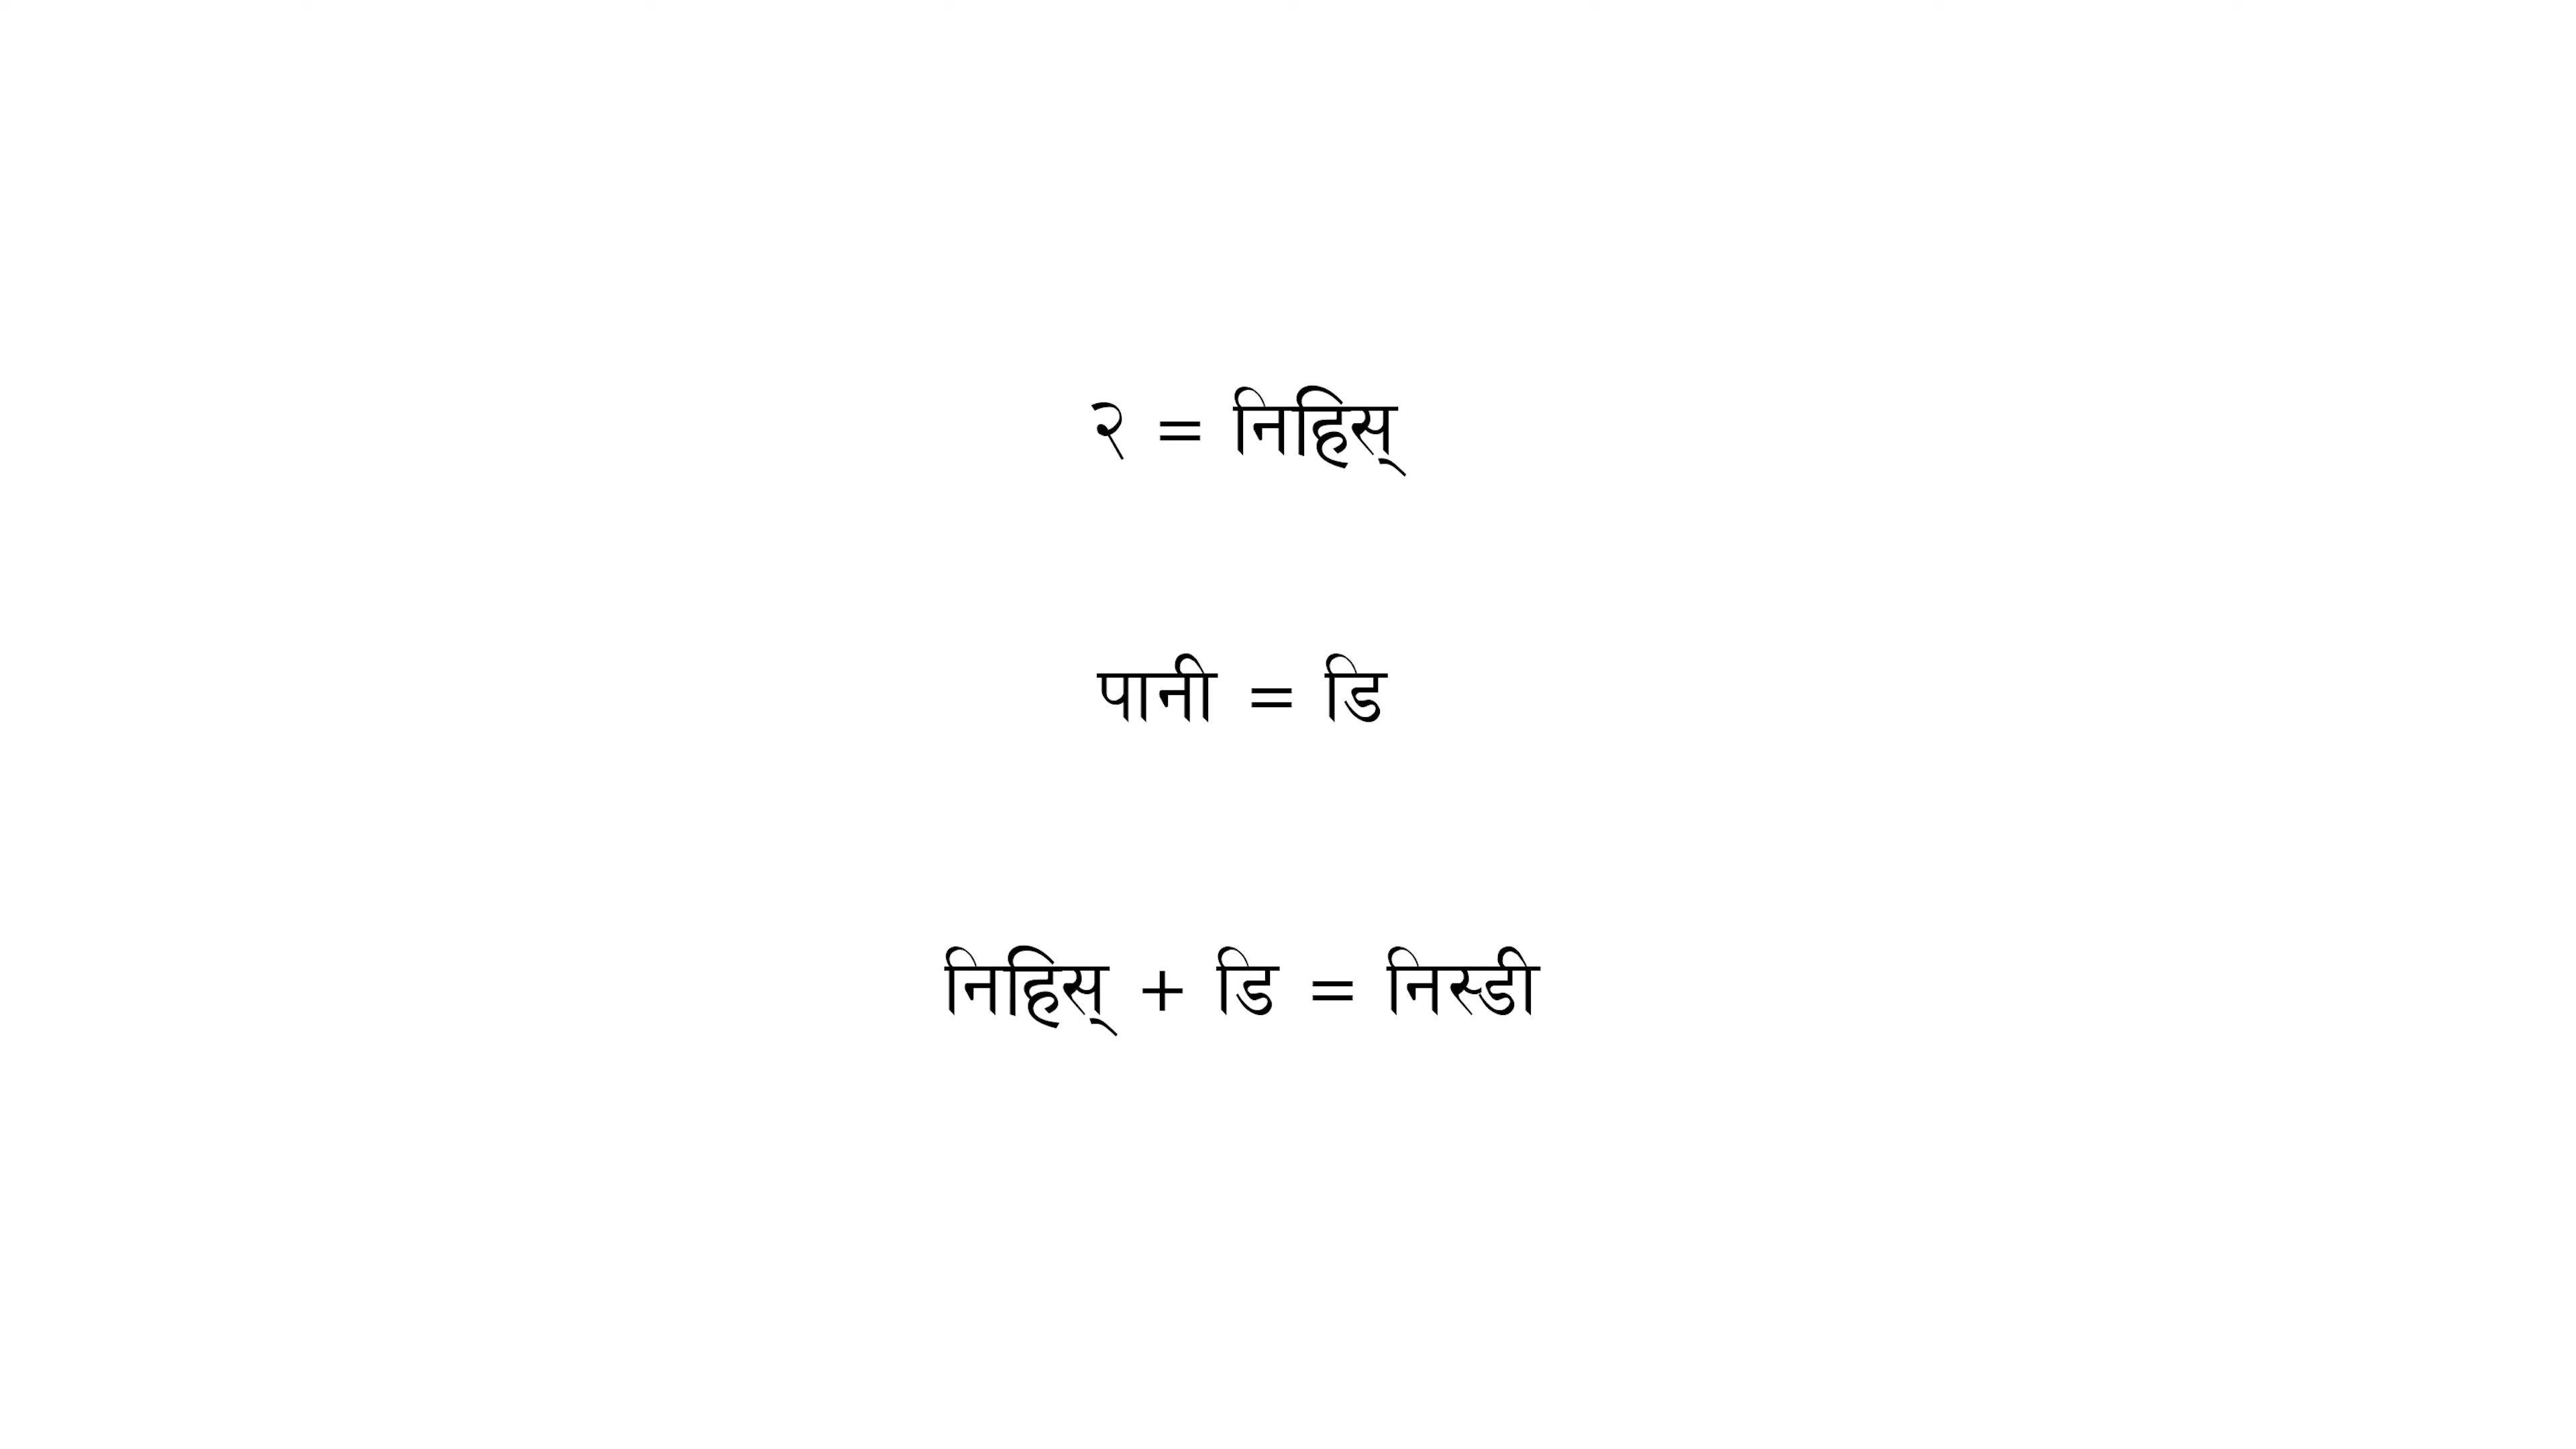 २ = निहिस्
पानी = डि
निहिस् + डि = निस्डी